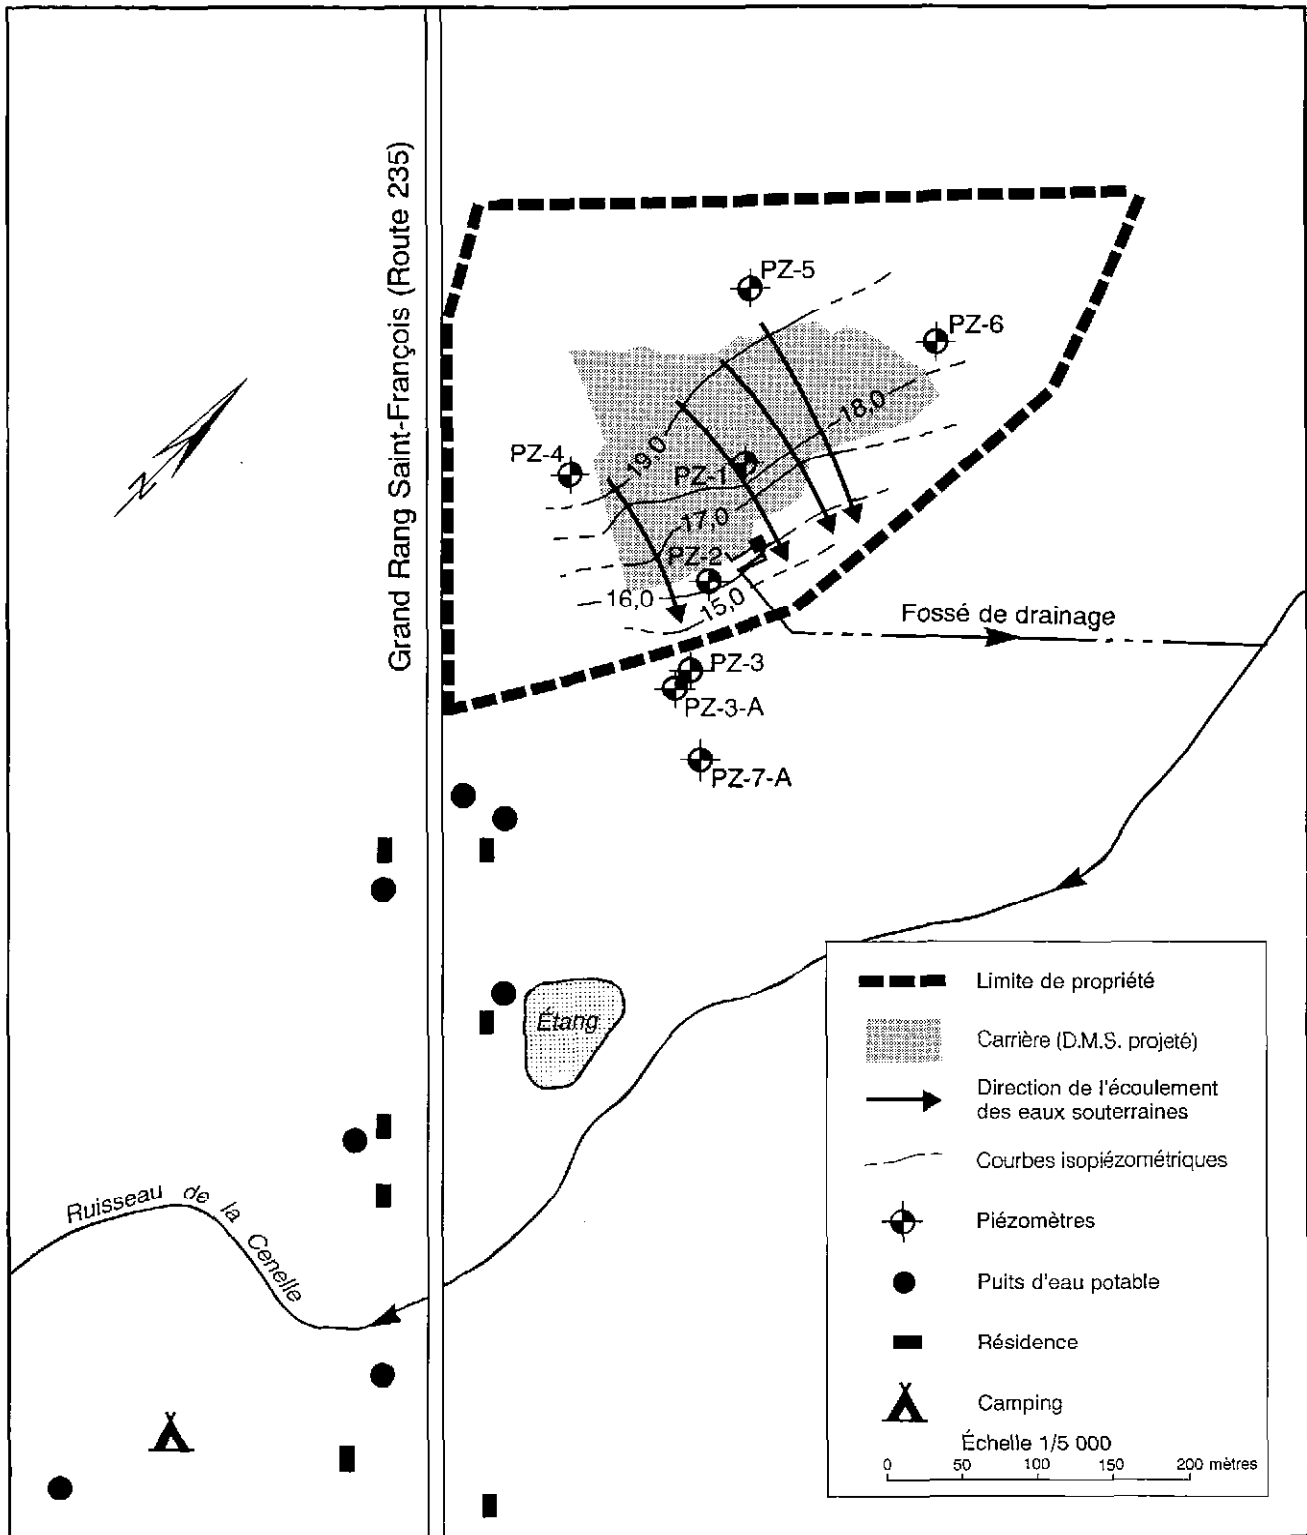 Grand Rang Saint-François (Route 235)
N
PZ-5
PZ-6
18,0
PZ-4
19,0
PZ-1
17,0
PZ-2
16,0
15,0
Fossé de drainage
PZ-3
PZ-3-A
PZ-7-A
Étang
Ruisseau de la Cenelle
Limite de propriété
Carrière (D.M.S. projeté)
Direction de l'écoulement
des eaux souterraines
Courbes isopiézométriques
Piézomètres
Puits d'eau potable
Résidence
Camping
Échelle 1/5 000
0 50 100 150 200 mètres